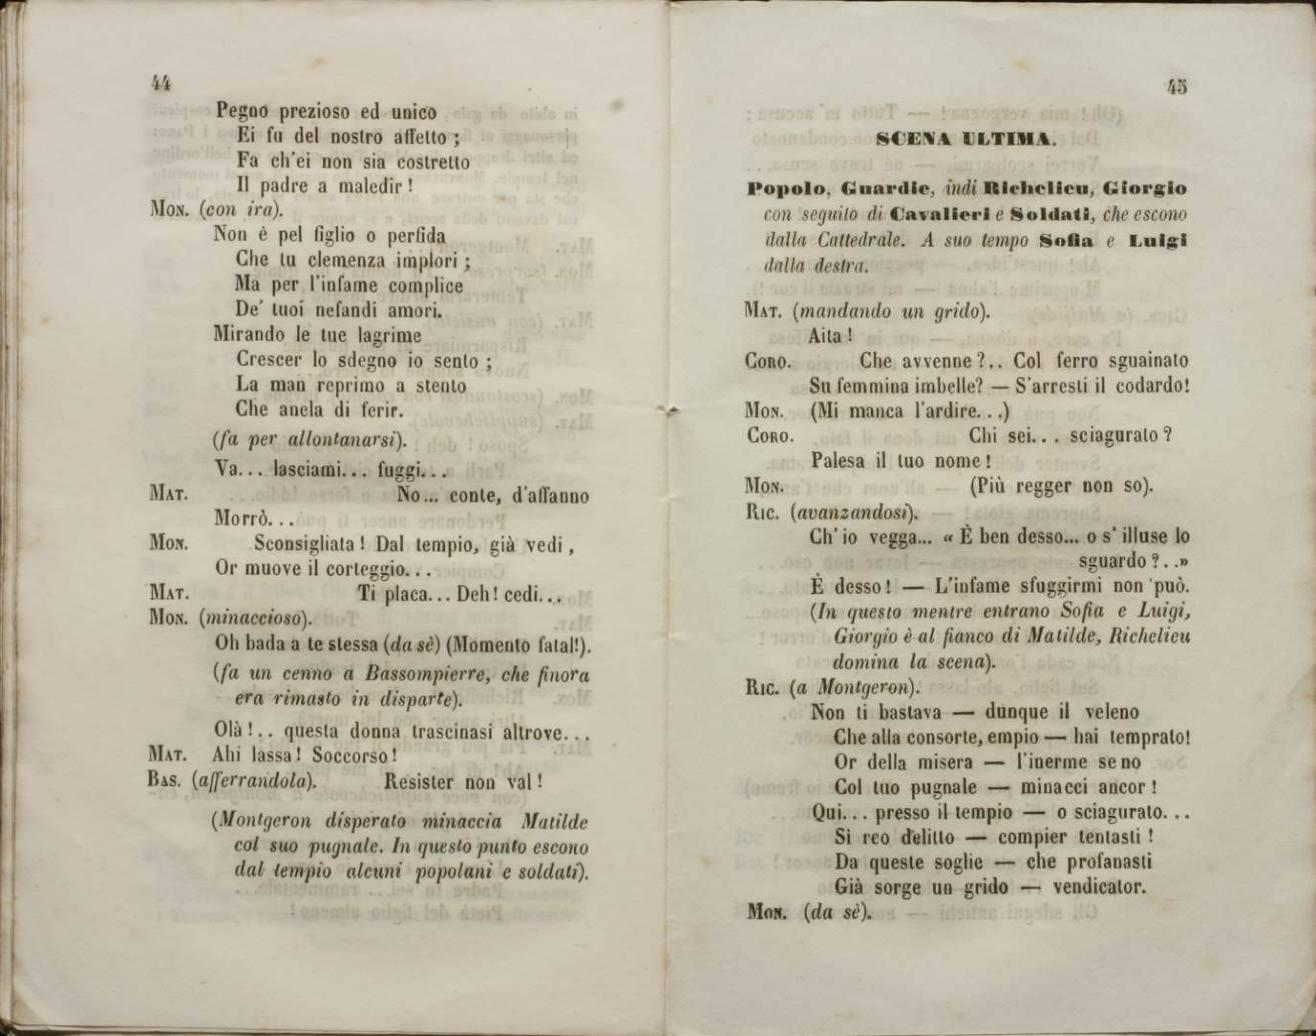 44
Pegno prezioso ed unico
Ei fu del nostro affetto ;
Fa ch'ei non sia costretto
Il padre a maledir !
MON. (con ira).
Non è pel figlio o perfida
Che tu clemenza implori ;
Ma per l'infame complice
De' tuoi nefandi amori.
Mirando le tue lagrime
Crescer lo sdegno io sento ;
La man reprimo a stento
Che anela di ferir.
(fa per allontanarsi).
Va... lasciami... fuggi...
MAT. No... conte, d'affanno
Morrò...
MON. Sconsigliata ! Dal tempio, già vedi ,
Or muove il corteggio...
MAT. Ti placa... Deh! cedi...
MON. (minaccioso).
Oh bada a te stessa (da sè) (Momento fatal!).
(fa un cenno a Bassompierre, che finora
era rimasto in disparte).
Olà !.. questa donna trascinasi altrove...
MAT. Ahi lassa ! Soccorso !
BAS. (afferrandola). Resister non val !
(Montgeron disperato minaccia Matilde
col suo pugnale. In questo punto escono
dal tempio alcuni popolani e soldati).
45
SCENA ULTIMA.
Popolo, Guardie, indi Richelieu, Giorgio
con seguito di Cavalieri e Soldati, che escono
dalla Cattedrale. A suo tempo Sofia e Luigi
dalla destra.
MAT. (mandando un grido).
Aita !
CORO. Che avvenne ?.. Col ferro sguainato
Su femmina imbelle? — S'arresti il codardo!
MON. (Mi manca l'ardire...)
CORO. Chi sei... sciagurato ?
Palesa il tuo nome !
MON. (Più regger non so).
RIC. (avanzandosi).
Ch' io vegga... « È ben desso... o s' illuse lo
sguardo ?..»
È desso ! — L'infame sfuggirmi non può.
(In questo mentre entrano Sofia e Luigi,
Giorgio è al fianco di Matilde, Richelieu
domina la scena).
RIC. (a Montgeron).
Non ti bastava — dunque il veleno
Che alla consorte, empio — hai temprato!
Or della misera — l'inerme seno
Col tuo pugnale — minacci ancor !
Qui... presso il tempio — o sciagurato...
Si reo delitto — compier tentasti !
Da queste soglie — che profanasti
Già sorge un grido — vendicator.
MON. (da sè).